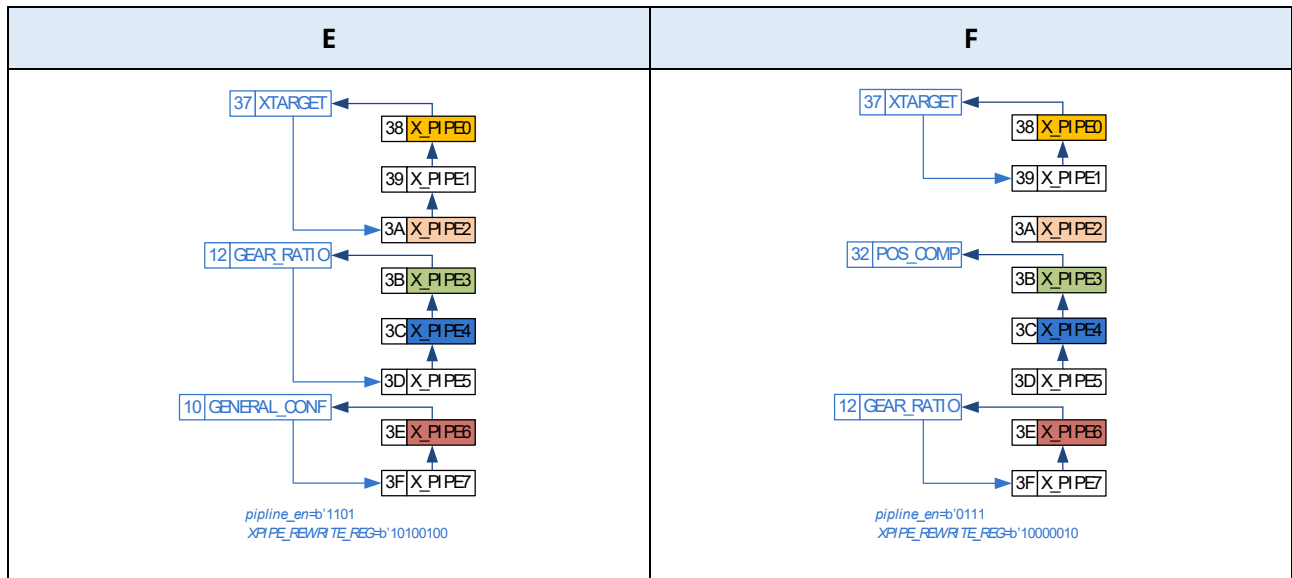 E
F
37 XTARGET
38 X_PIPE0
39 X_PIPE1
3A X_PIPE2
12 GEAR_RATIO
3B X_PIPE3
3C X_PIPE4
3D X_PIPE5
10 GENERAL_CONF
3E X_PIPE6
3F X_PIPE7
pipline_en=b'1101
XPIPE_REWRITE_REG=b'10100100
37 XTARGET
38 X_PIPE0
39 X_PIPE1
3A X_PIPE2
32 POS_COMP
3B X_PIPE3
3C X_PIPE4
3D X_PIPE5
12 GEAR_RATIO
3E X_PIPE6
3F X_PIPE7
pipline_en=b'0111
XPIPE_REWRITE_REG=b'10000010